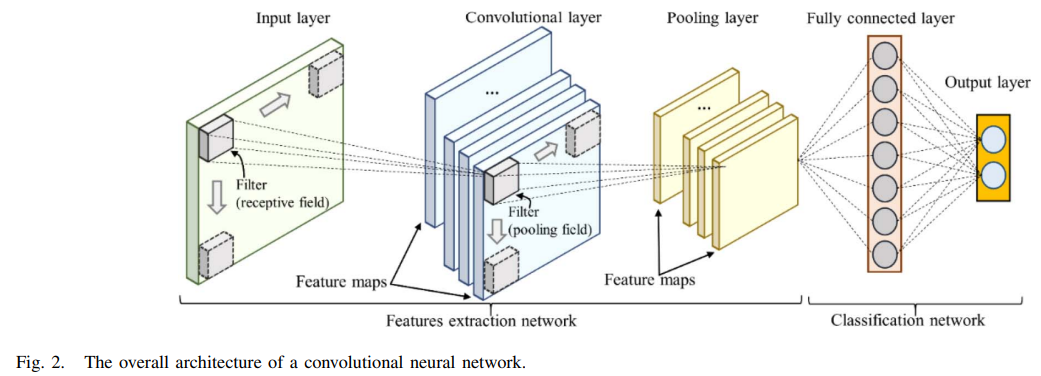 Input layer
Convolutional layer
Pooling layer
Fully connected layer
Output layer
...
...
Filter
(receptive field)
Filter
(pooling field)
Feature maps
Feature maps
Features extraction network
Classification network
Fig. 2. The overall architecture of a convolutional neural network.